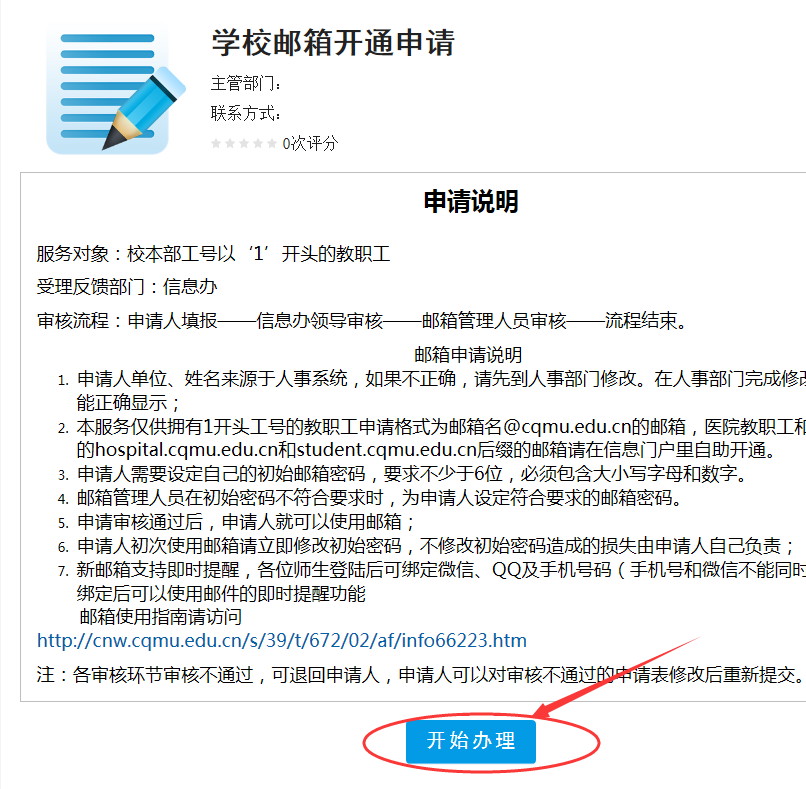 学校邮箱开通申请
主管部门：
联系方式：
0次评分
申请说明
服务对象：校本部工号以‘1’开头的教职工
受理反馈部门：信息办
审核流程：申请人填报——信息办领导审核——邮箱管理人员审核——流程结束。
邮箱申请说明
1. 申请人单位、姓名来源于人事系统，如果不正确，请先到人事部门修改。在人事部门完成修改
能正确显示；
2. 本服务仅供拥有1开头工号的教职工申请格式为邮箱名@cqmu.edu.cn的邮箱，医院教职工和
的hospital.cqmu.edu.cn和student.cqmu.edu.cn后缀的邮箱请在信息门户里自助开通。
3. 申请人需要设定自己的初始邮箱密码，要求不少于6位，必须包含大小写字母和数字。
4. 邮箱管理人员在初始密码不符合要求时，为申请人设定符合要求的邮箱密码。
5. 申请审核通过后，申请人就可以使用邮箱；
6. 申请人初次使用邮箱请立即修改初始密码，不修改初始密码造成的损失由申请人自己负责；
7. 新邮箱支持即时提醒，各位师生登陆后可绑定微信、QQ及手机号码（手机号和微信不能同时
绑定后可以使用邮件的即时提醒功能
邮箱使用指南请访问
http://cnw.cqmu.edu.cn/s/39/t/672/02/af/info66223.htm
注：各审核环节审核不通过，可退回申请人，申请人可以对审核不通过的申请表修改后重新提交。
开始办理